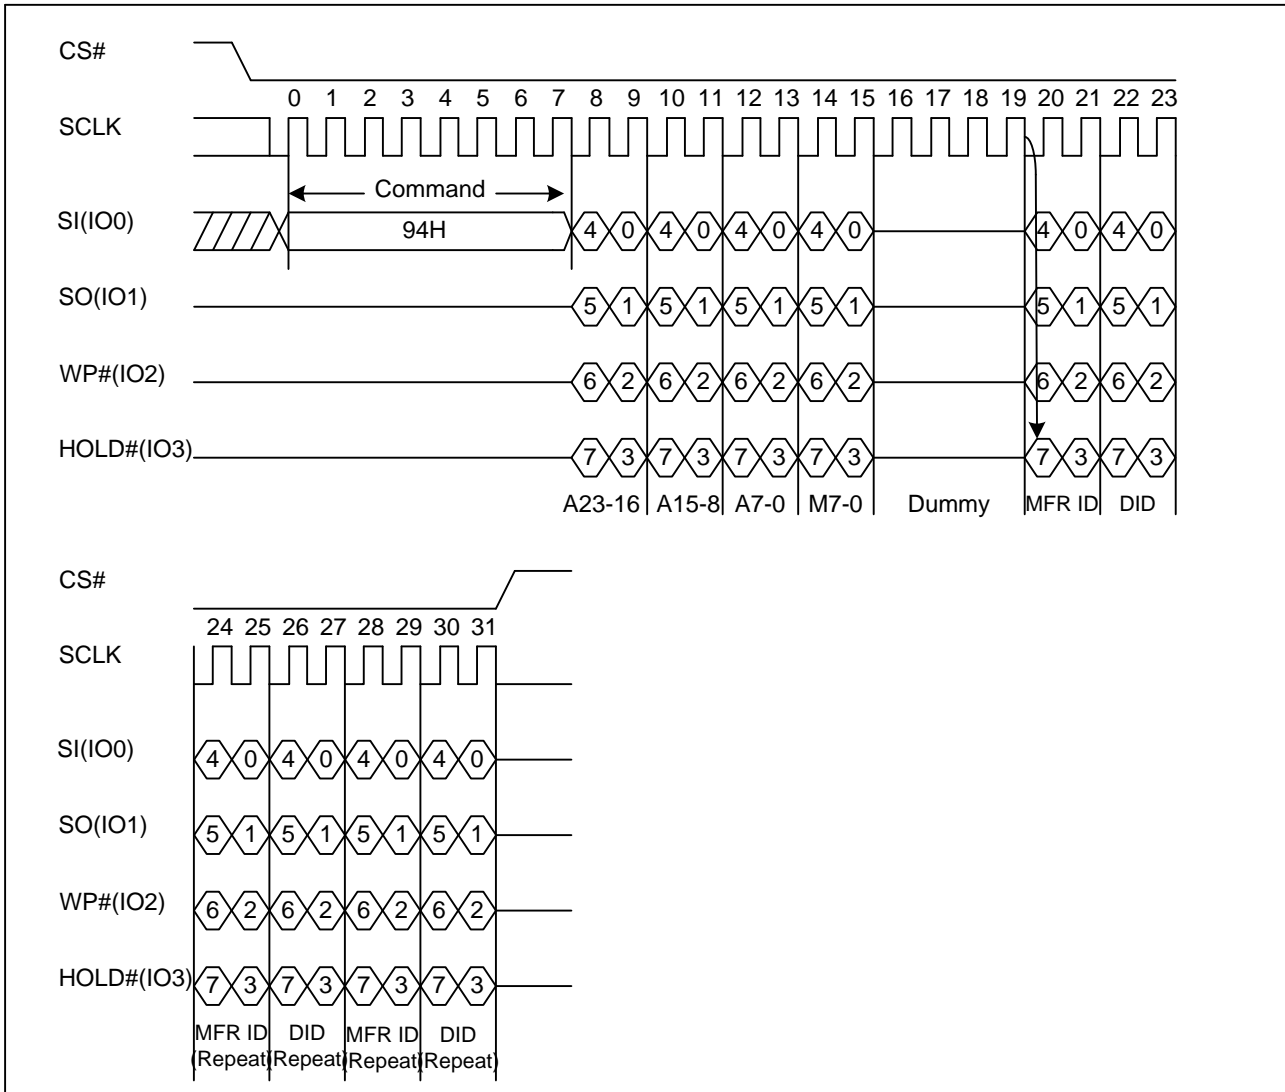 CS#
0 1 2 3 4 5 6 7 8 9 10 11 12 13 14 15 16 17 18 19 20 21 22 23
SCLK
Command
SI(IO0) 94H 4 0 4 0 4 0 4 0 4 0 4 0
SO(IO1) 5 1 5 1 5 1 5 1 5 1 5 1
WP#(IO2) 6 2 6 2 6 2 6 2 6 2 6 2
HOLD#(IO3) 7 3 7 3 7 3 7 3 7 3 7 3
A23-16 A15-8 A7-0 M7-0 Dummy MFR ID DID
CS#
24 25 26 27 28 29 30 31
SCLK
SI(IO0) 4 0 4 0 4 0 4 0
SO(IO1) 5 1 5 1 5 1 5 1
WP#(IO2) 6 2 6 2 6 2 6 2
HOLD#(IO3) 7 3 7 3 7 3 7 3
MFR ID DID MFR ID DID
(Repeat) (Repeat) (Repeat) (Repeat)